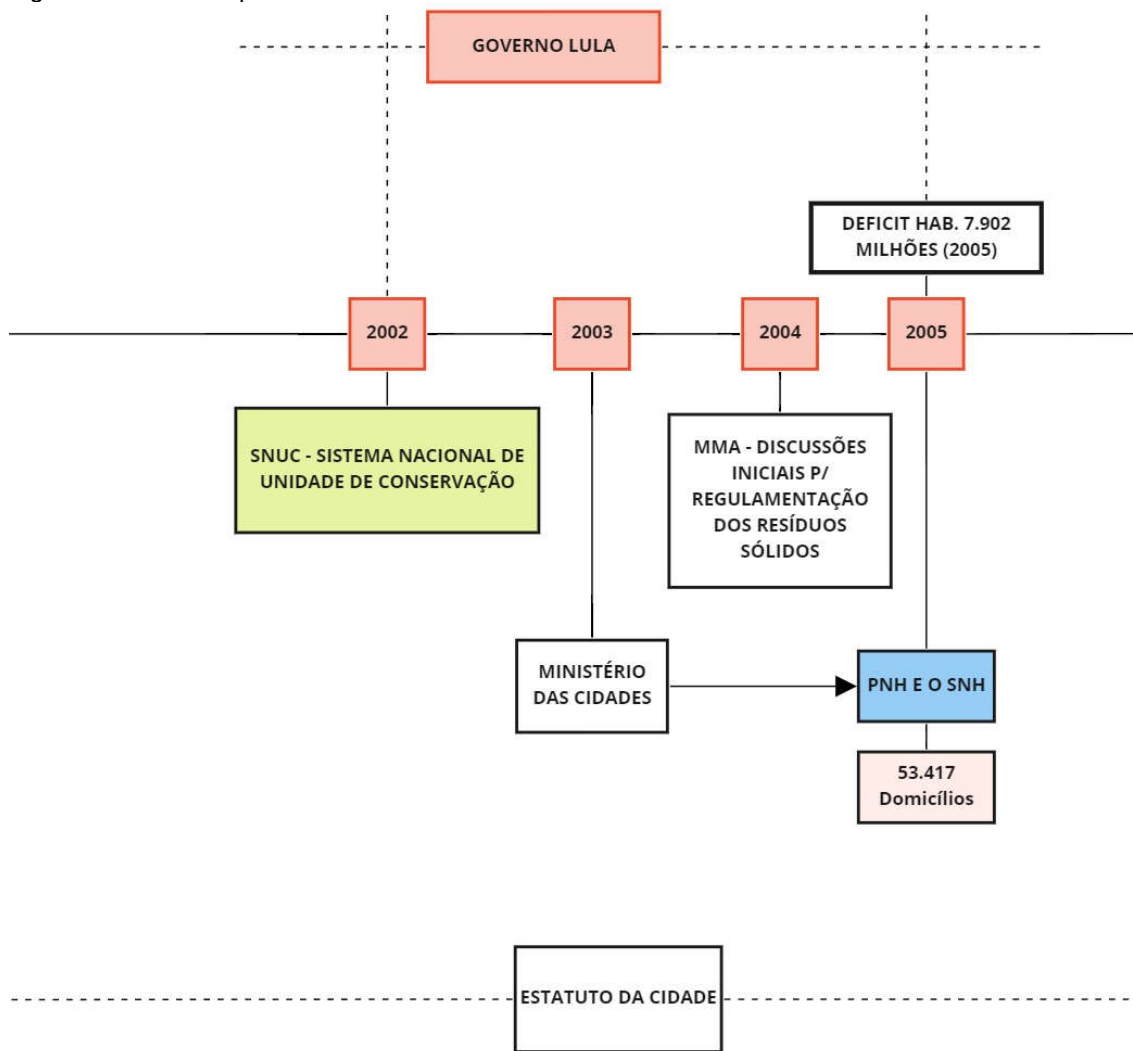 GOVERNO LULA
DEFICIT HAB. 7.902
MILHÕES (2005)
2002
2003
2004
2005
SNUC - SISTEMA NACIONAL DE
UNIDADE DE CONSERVAÇÃO
MMA - DISCUSSÕES
INICIAIS P/
REGULAMENTAÇÃO
DOS RESÍDUOS
SÓLIDOS
MINISTÉRIO
DAS CIDADES
PNH E O SNH
53.417
Domicílios
ESTATUTO DA CIDADE